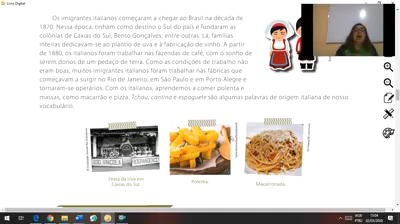 Livro Digital
Os imigrantes italianos começaram a chegar ao Brasil na década de
1870. Nessa época, tinham como destino o Sul do país e fundaram as
colônias de Caxias do Sul, Bento Gonçalves, entre outras. Lá, famílias
inteiras dedicavam-se ao plantio de uva e à fabricação de vinho. A partir
de 1880, os italianos foram trabalhar nas fazendas de café, com o sonho de
serem donos de um pedaço de terra. Como as condições de trabalho não
eram boas, muitos imigrantes italianos foram trabalhar nas fábricas que
começavam a surgir no Rio de Janeiro, em São Paulo e em Porto Alegre e
tornaram-se operários. Com os italianos, aprendemos a comer polenta e
massas, como macarrão e pizza. Tchau, cantina e espaguete são algumas palavras de origem italiana de nosso
vocabulário.
Festa da Uva em
Caxias do Sul.
Polenta.
Macarronada.